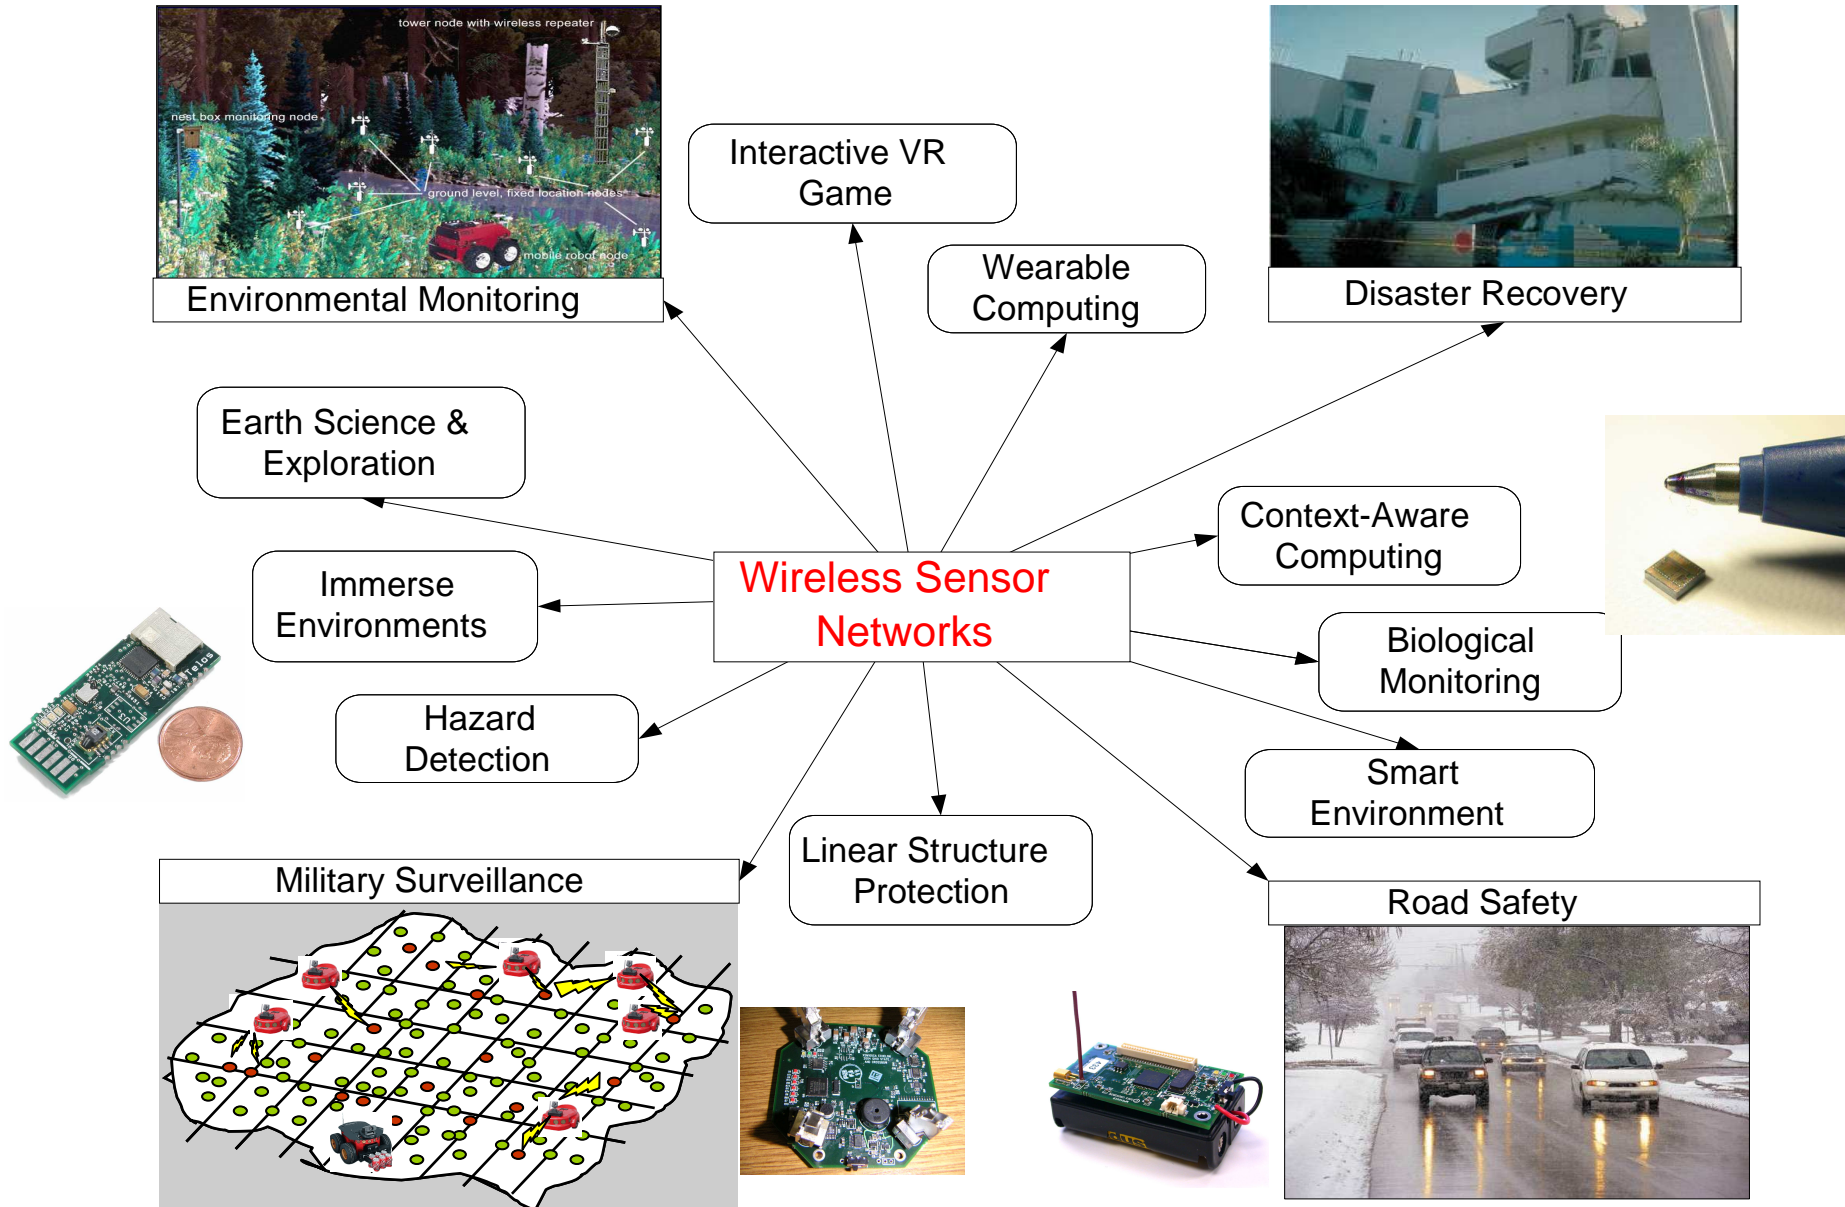 tower node with wireless repeater
nest box monitoring node
ground level, fixed location nodes
mobile robot node
Environmental Monitoring
Interactive VR
Game
Wearable
Computing
Disaster Recovery
Earth Science &
Exploration
Context-Aware
Computing
Immerse
Environments
Wireless Sensor
Networks
Biological
Monitoring
Telos
Hazard
Detection
Smart
Environment
Linear Structure
Protection
Military Surveillance
Road Safety